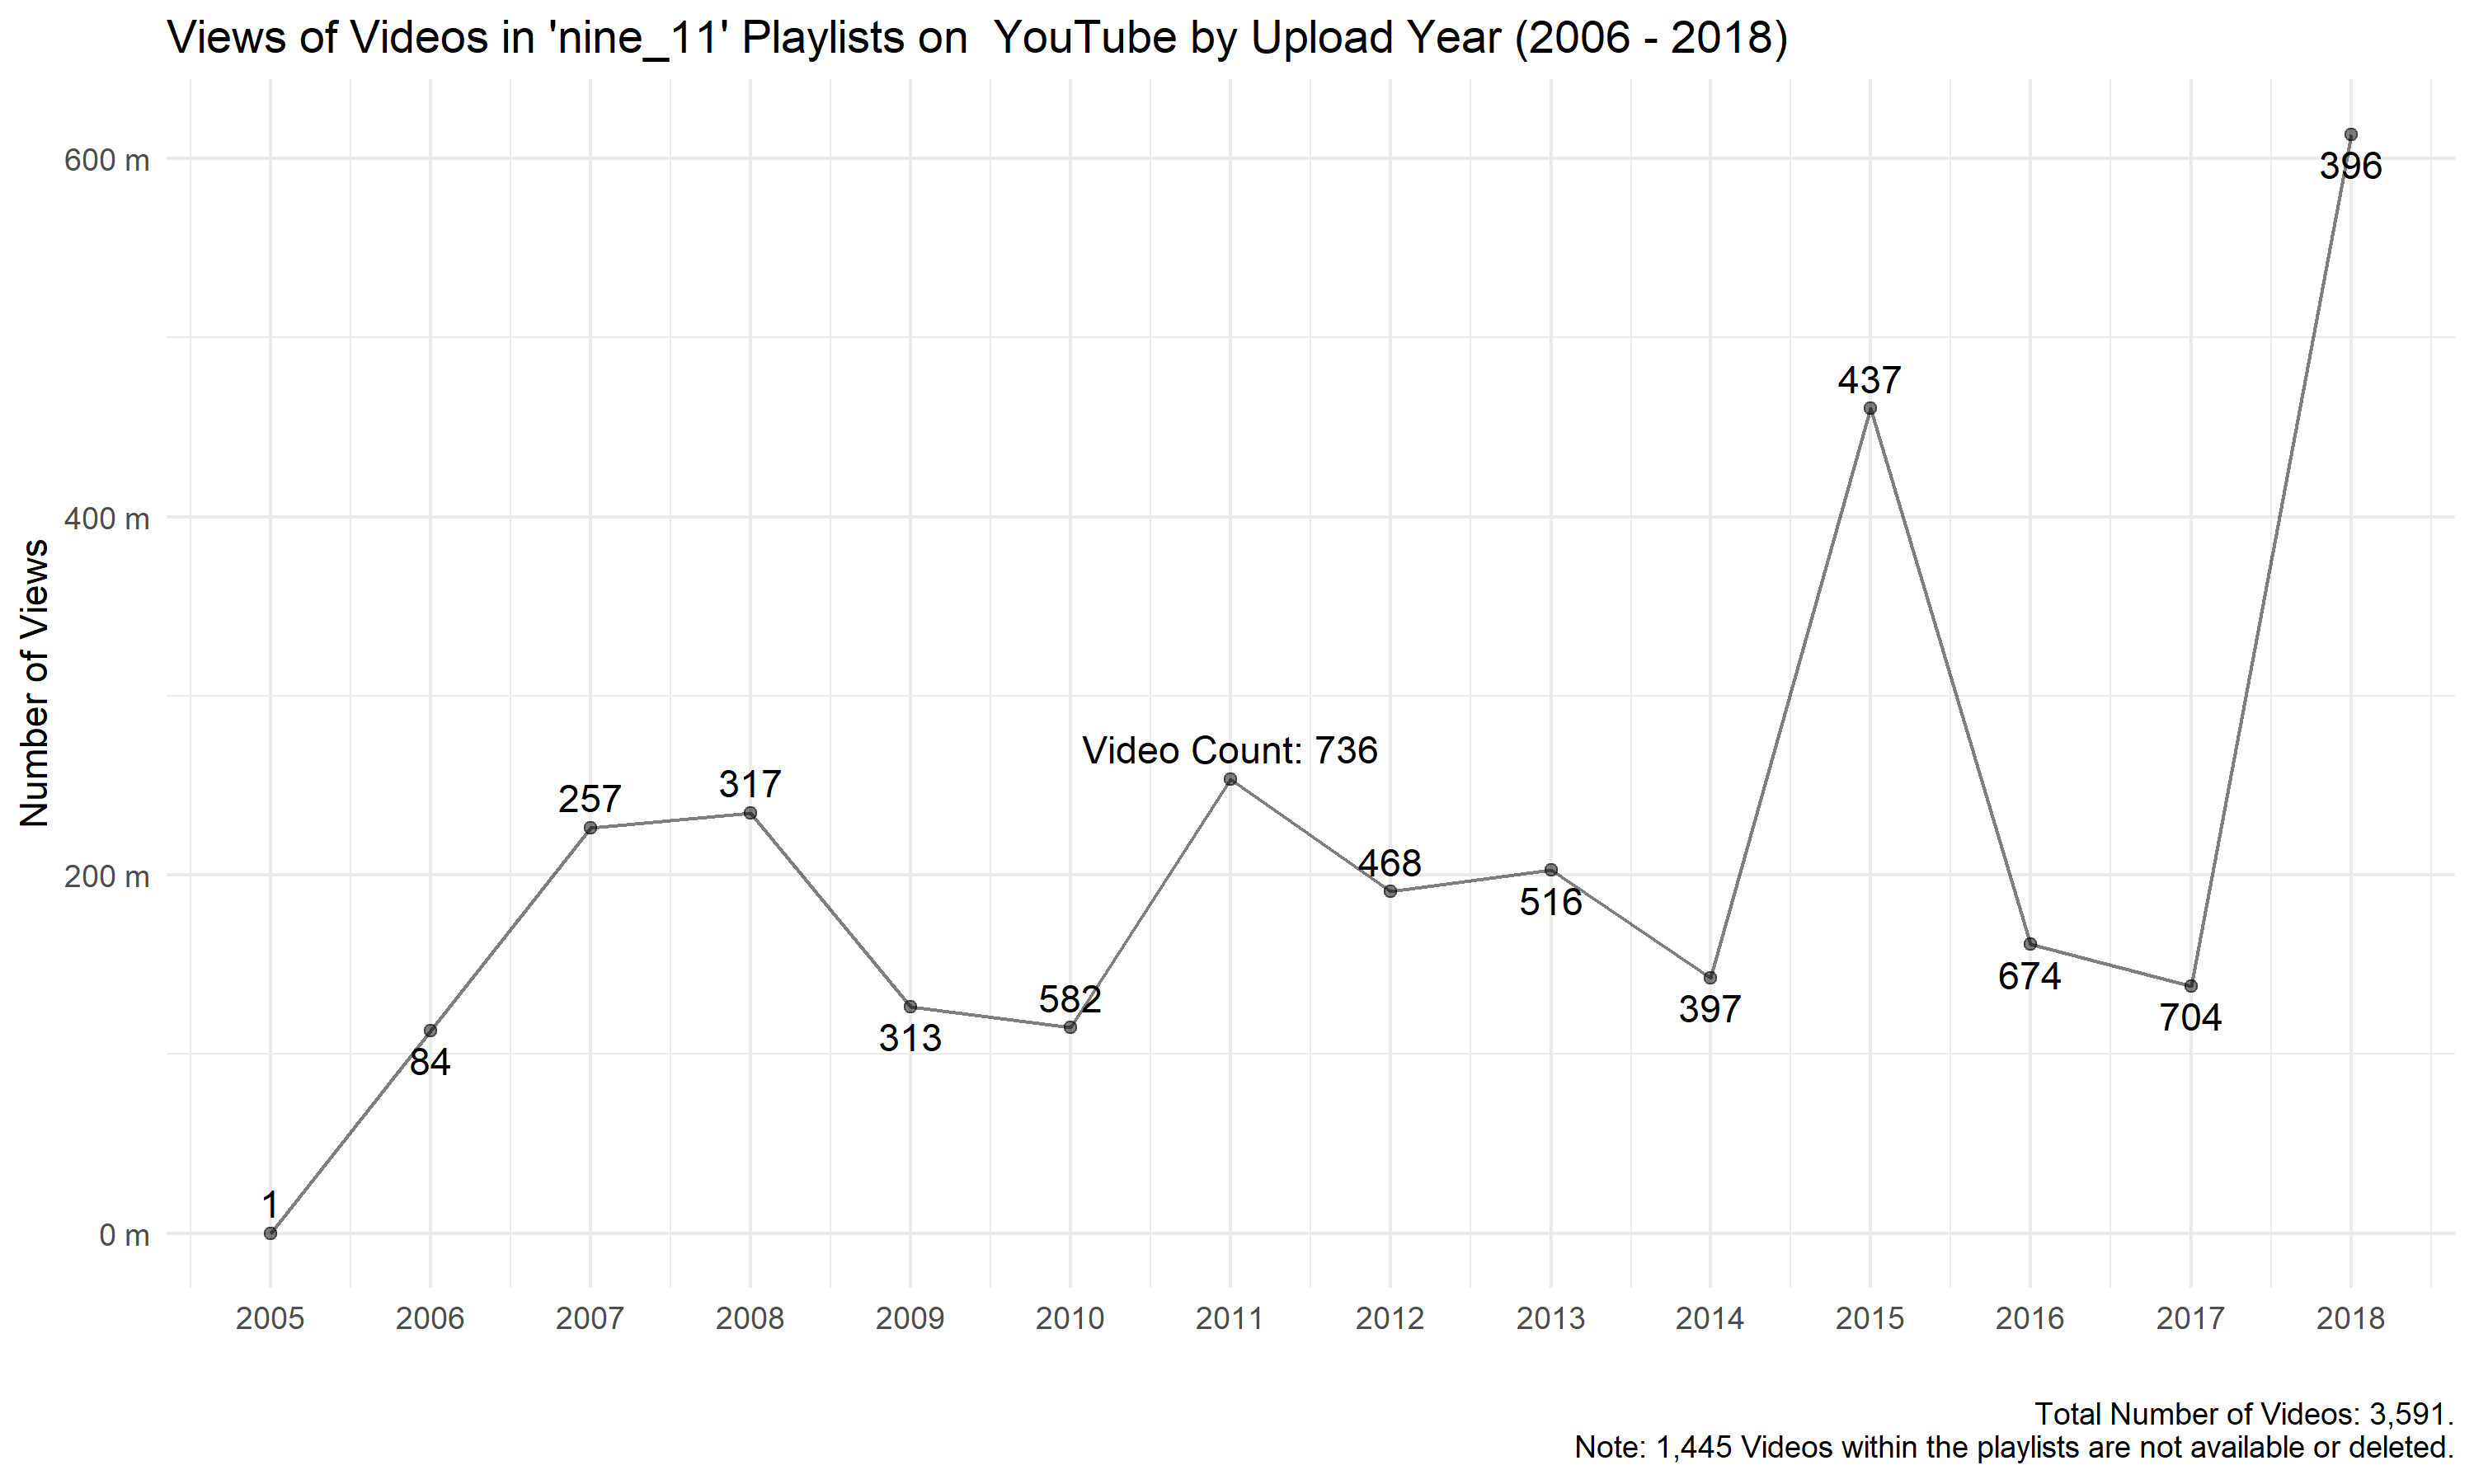 Views of Videos in 'nine_11' Playlists on  YouTube by Upload Year (2006 - 2018)
Number of Views
600 m
400 m
200 m
0 m
1
84
257
317
313
582
Video Count: 736
468
516
397
437
674
704
396
2005 2006 2007 2008 2009 2010 2011 2012 2013 2014 2015 2016 2017 2018
Total Number of Videos: 3,591.
Note: 1,445 Videos within the playlists are not available or deleted.